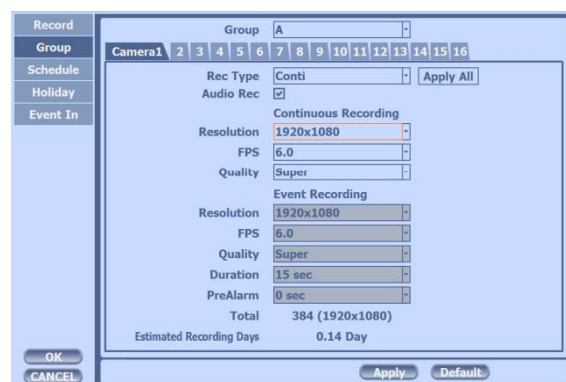 Record
Group
Schedule
Holiday
Event In
Group A
Camera1 2 3 4 5 6 7 8 9 10 11 12 13 14 15 16
Rec Type Conti Apply All
Audio Rec
Continuous Recording
Resolution 1920x1080
FPS 6.0
Quality Super
Event Recording
Resolution 1920x1080
FPS 6.0
Quality Super
Duration 15 sec
PreAlarm 0 sec
Total 384 (1920x1080)
Estimated Recording Days 0.14 Day
OK
CANCEL
Apply Default